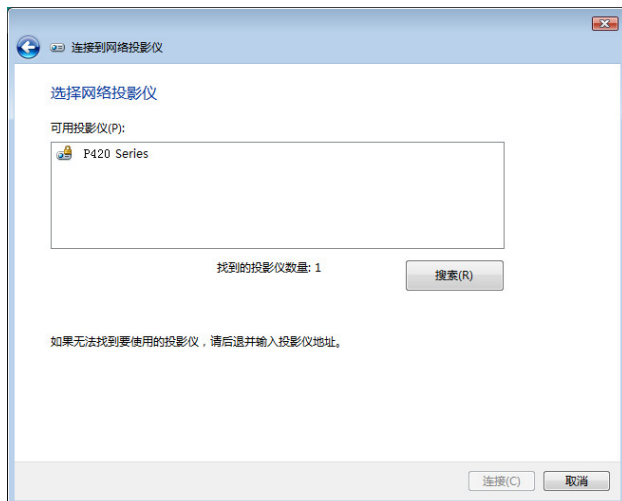 连接到网络投影仪
选择网络投影仪
可用投影仪(P):
P420 Series
找到的投影仪数量: 1
搜索(R)
如果无法找到要使用的投影仪，请后退并输入投影仪地址。
连接(C)
取消